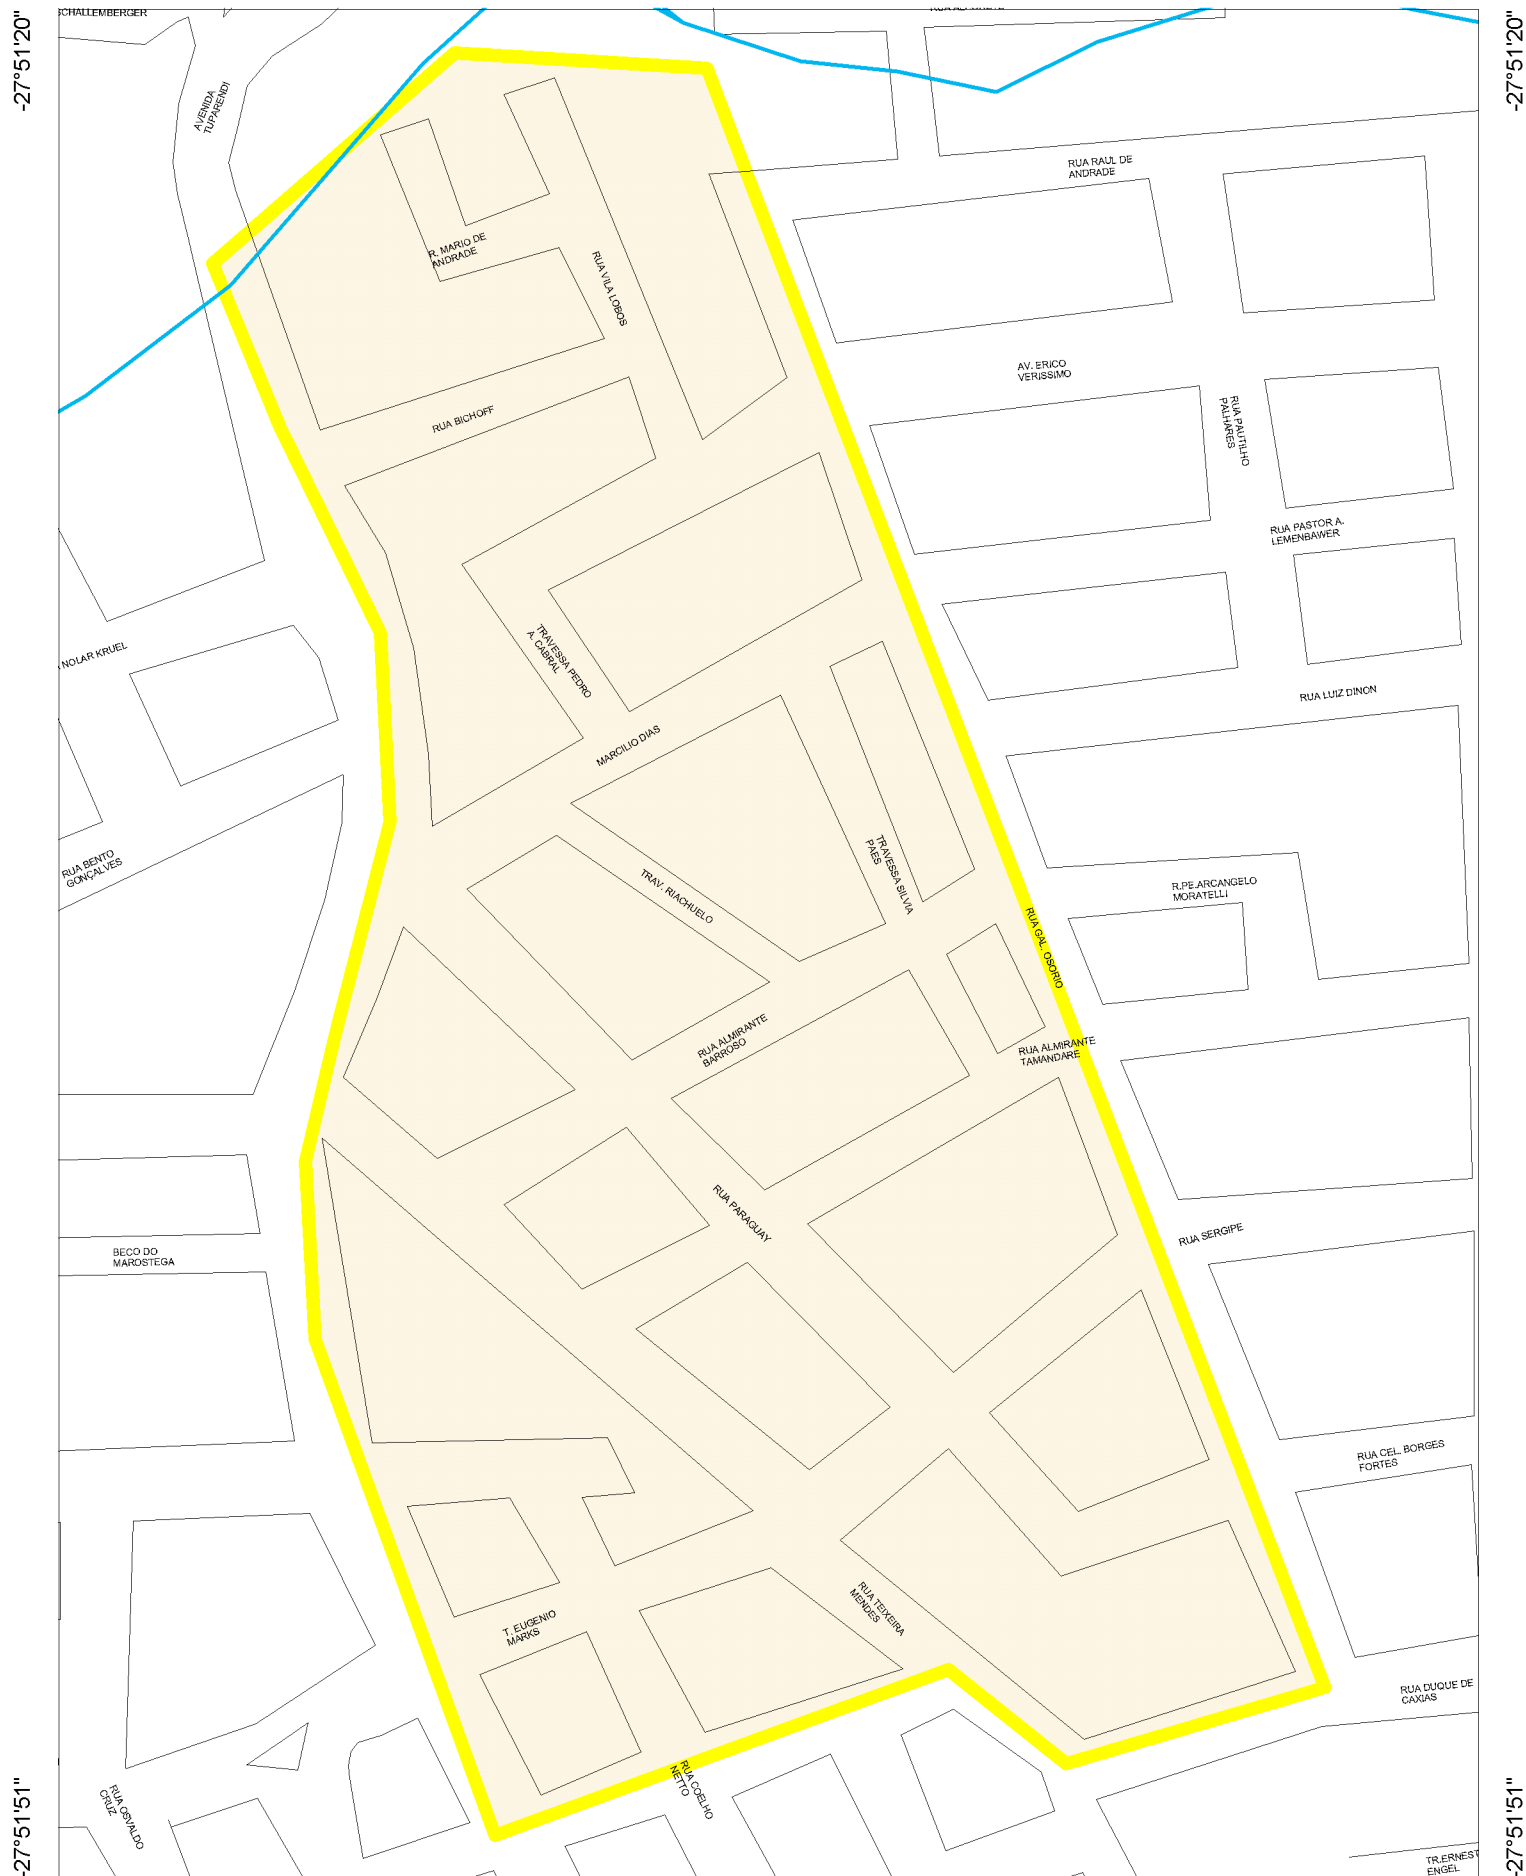 SCHALLEMBERGER
-27°51'20"
-27°51'20"
AVENIDA
TUPARENDI
RUA RAUL DE
ANDRADE
R. MARIO DE
ANDRADE
RUA VILA LOBOS
AV. ERICO
VERISSIMO
RUA BICHOFF
RUA PAUTILHO
PALHARES
RUA PASTOR A.
LEMENBAWER
NOLAR KRUEL
TRAVESSA PEDRO
A. CABRAL
RUA LUIZ DINON
MARCILIO DIAS
RUA BENTO
GONÇALVES
TRAV. RIACHUELO
TRAVESSA SILVIA
PAES
R.PE.ARCANGELO
MORATELLI
RUA GAL. OSORIO
RUA ALMIRANTE
BARROSO
RUA ALMIRANTE
TAMANDARE
RUA PARAGUAY
RUA SERGIPE
BECO DO
MAROSTEGA
RUA CEL. BORGES
FORTES
RUA TEIXEIRA
MENDES
T. EUGENIO
MARKS
RUA DUQUE DE
CAXIAS
RUA COELHO
NETTO
RUA OSVALDO
CRUZ
-27°51'51"
-27°51'51"
TR.ERNEST
ENGEL